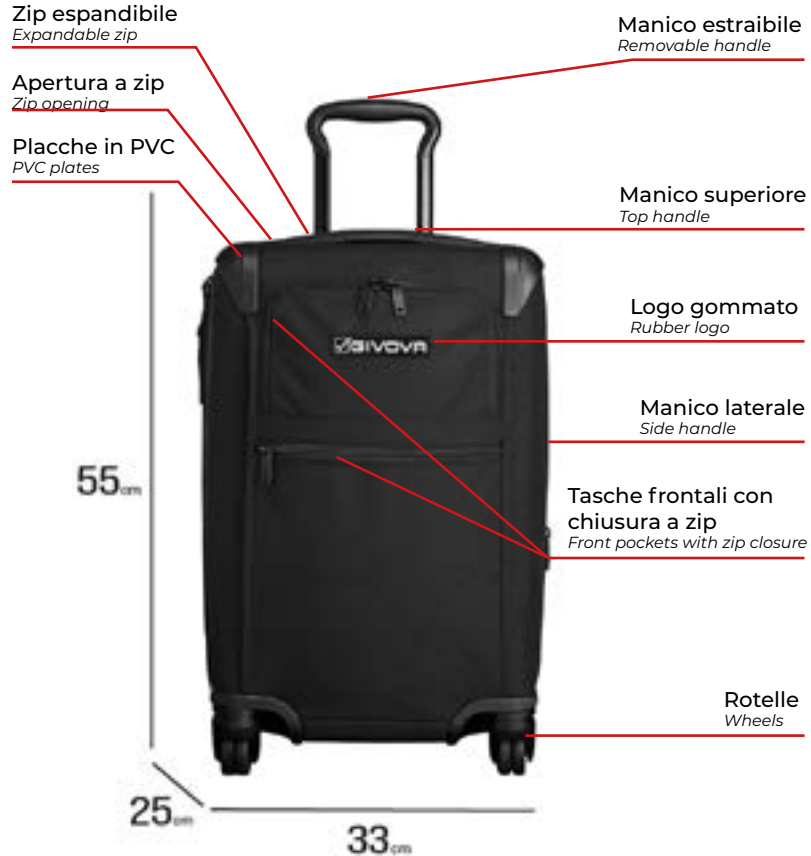 Zip espandibile
Expandable zip
Apertura a zip
Zip opening
Placche in PVC
PVC plates
Manico estraibile
Removable handle
Manico superiore
Top handle
Logo gommato
Rubber logo
GIVOVA
Manico laterale
Side handle
Tasche frontali con
chiusura a zip
Front pockets with zip closure
Rotelle
Wheels
55cm
25cm
33cm